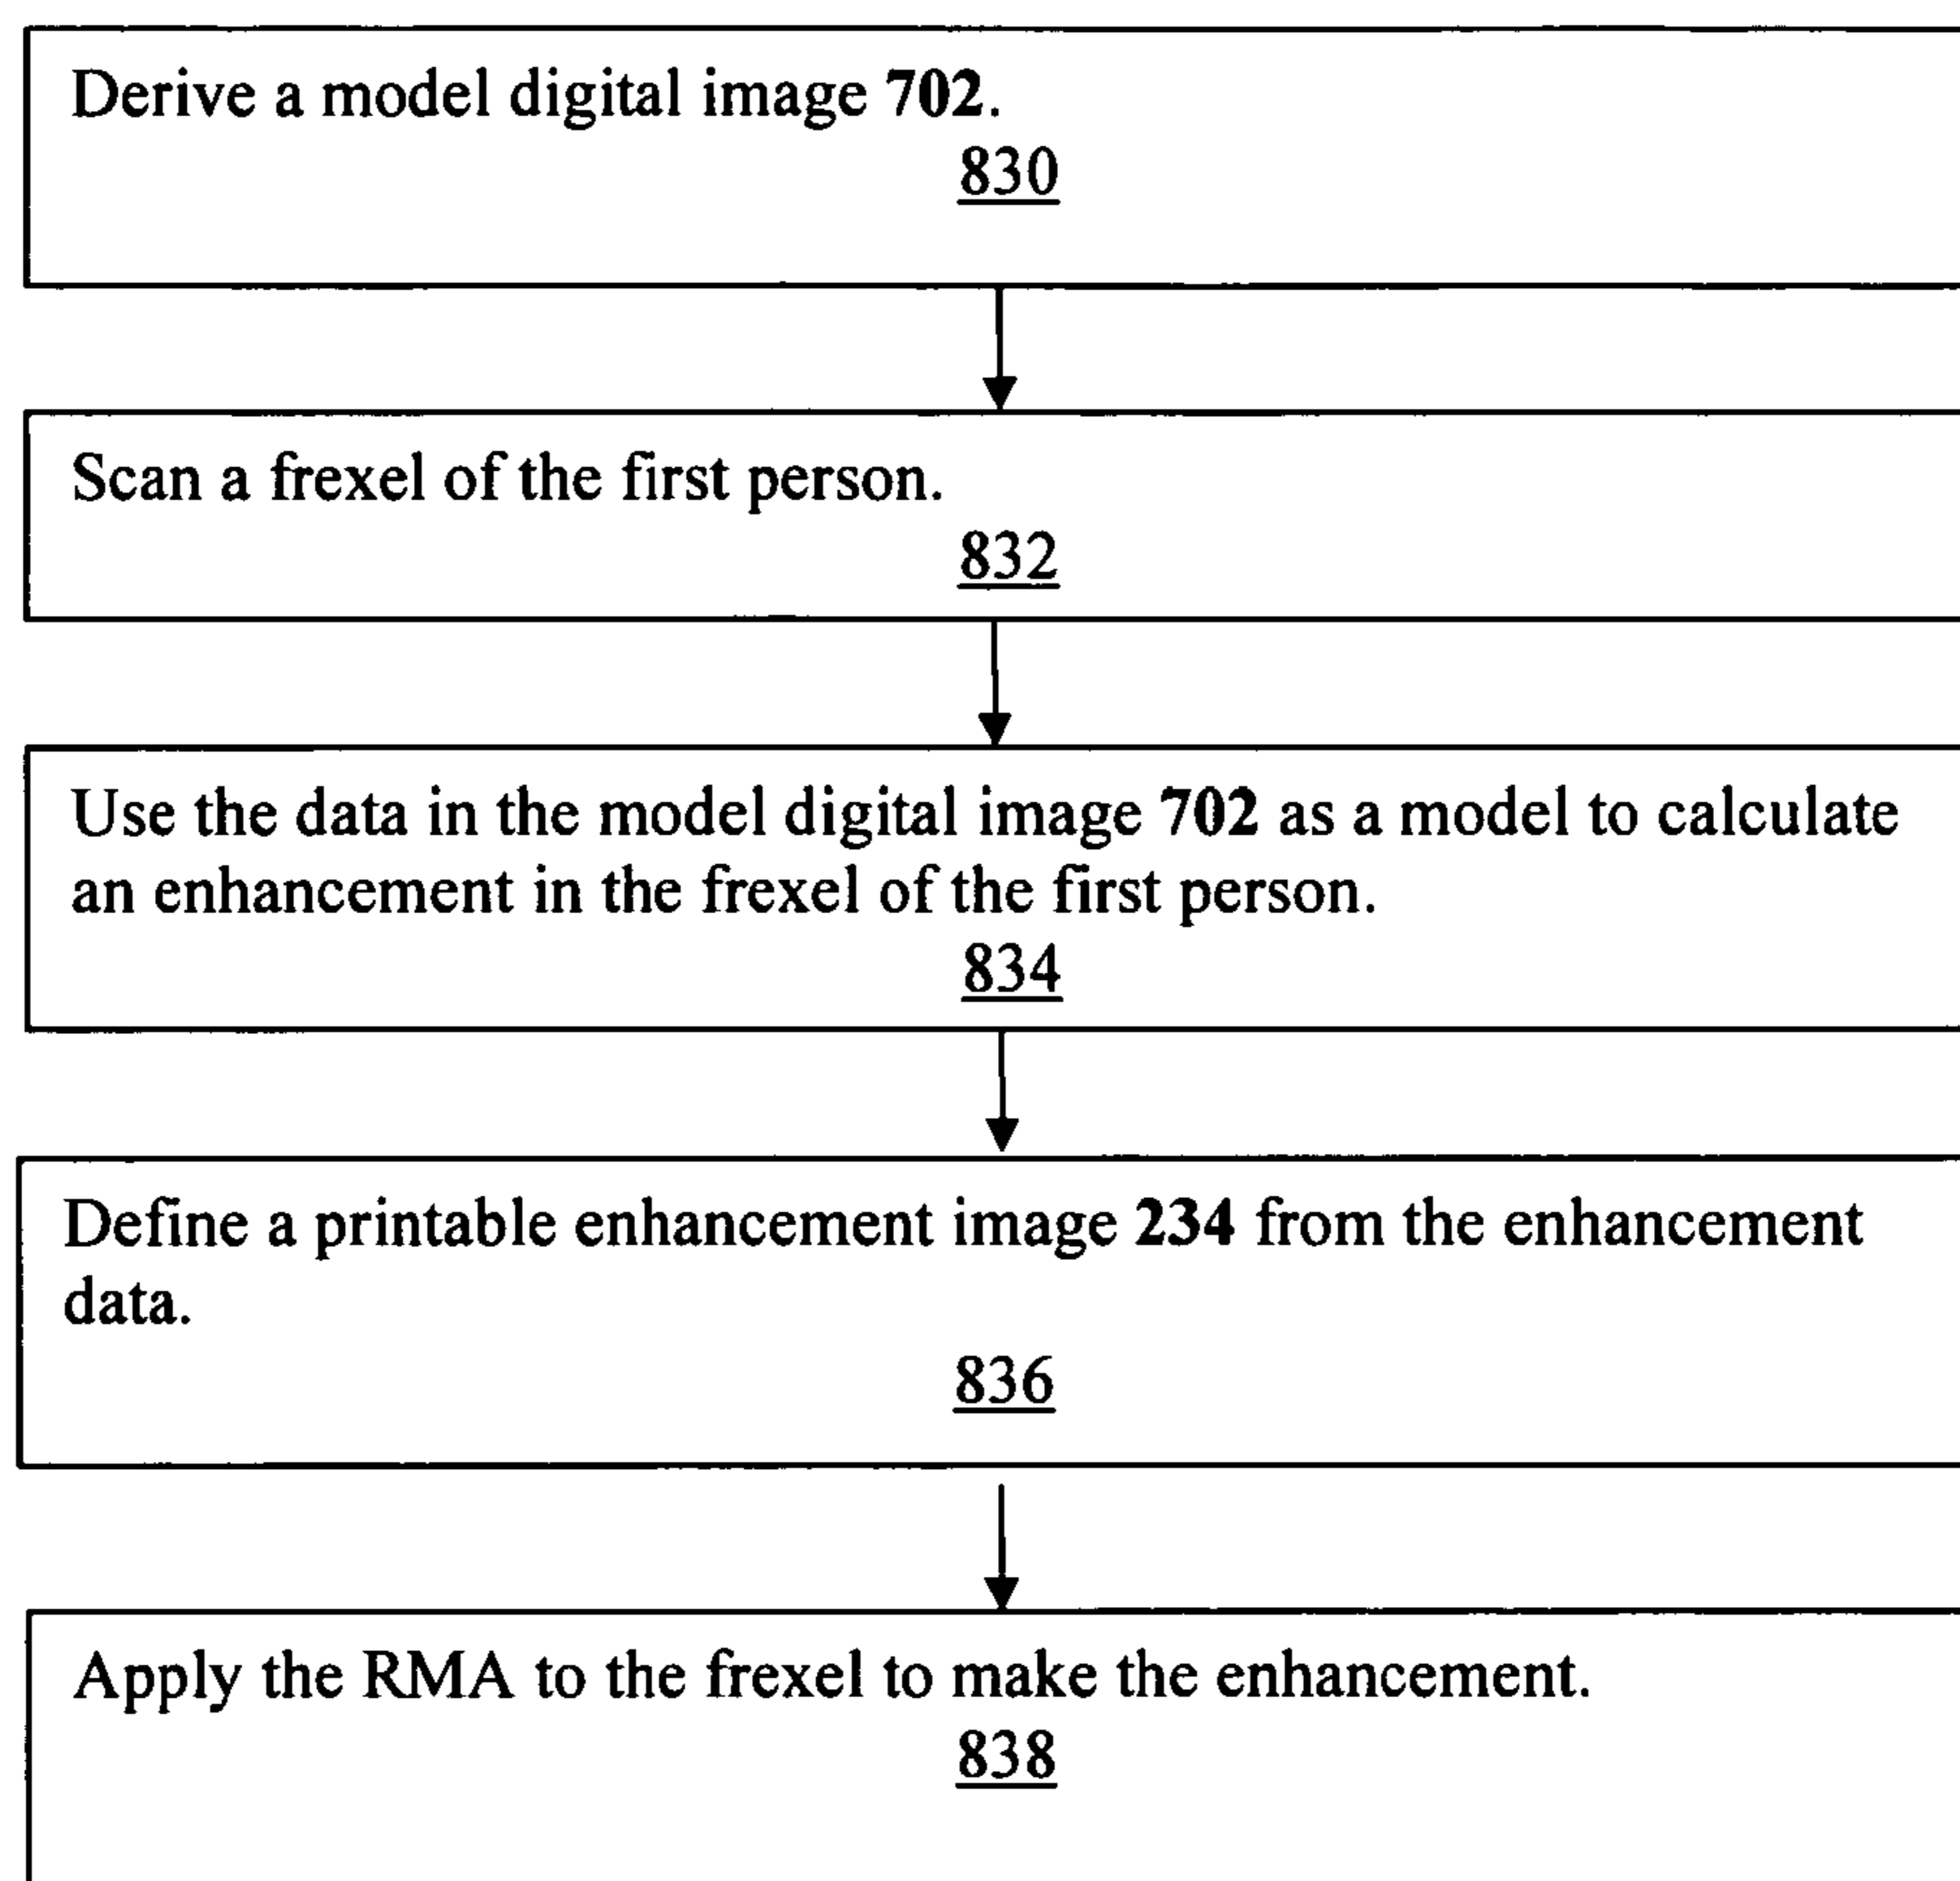 Derive a model digital image 702.
830
Scan a frexel of the first person.
832
Use the data in the model digital image 702 as a model to calculate
an enhancement in the frexel of the first person.
834
Define a printable enhancement image 234 from the enhancement
data.
836
Apply the RMA to the frexel to make the enhancement.
838